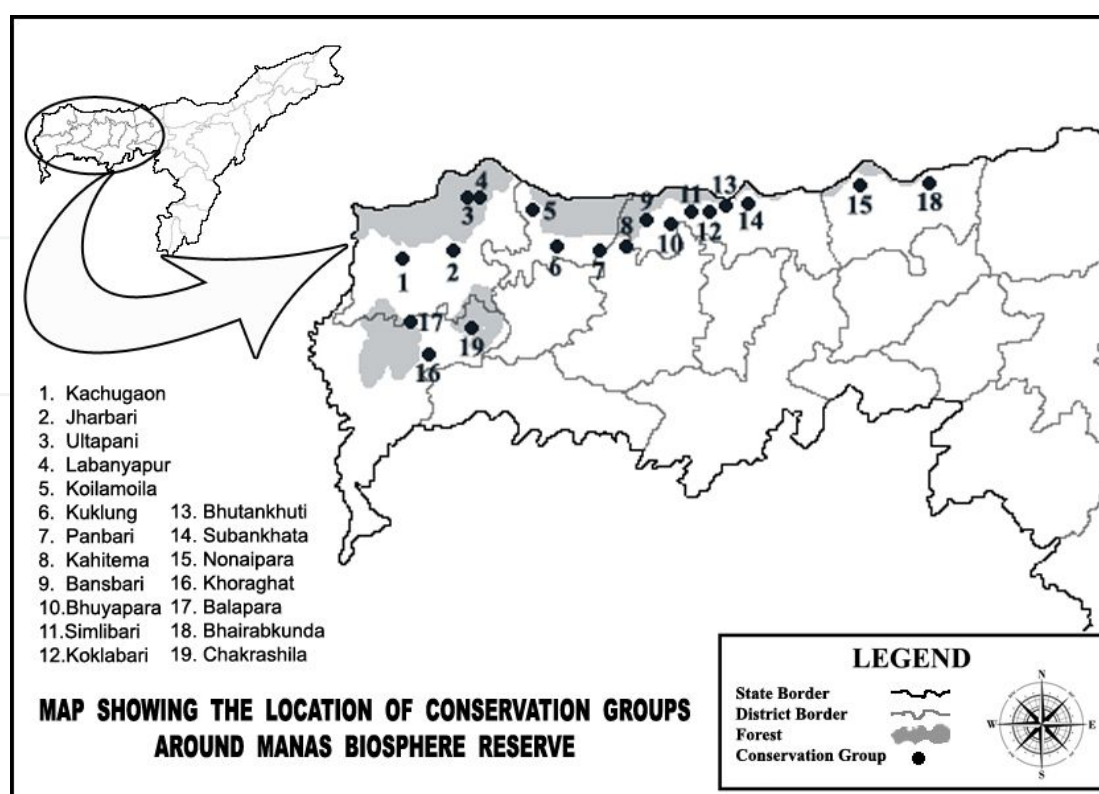 4
3
5
9
11
13
8
10
12
14
15
18
1
2
6
7
17
19
16
1. Kachugaon
2. Jharbari
3. Ultapani
4. Labanyapur
5. Koilamoila
6. Kuklung
7. Panbari
8. Kahitema
9. Bansbari
10.Bhuyapara
11.Simlibari
12.Koklabari
13. Bhutankhuti
14. Subankhata
15. Nonaipara
16. Khoraghat
17. Balapara
18. Bhairabkunda
19. Chakrashila
MAP SHOWING THE LOCATION OF CONSERVATION GROUPS
AROUND MANAS BIOSPHERE RESERVE
LEGEND
State Border
District Border
Forest
Conservation Group
N
W E
S